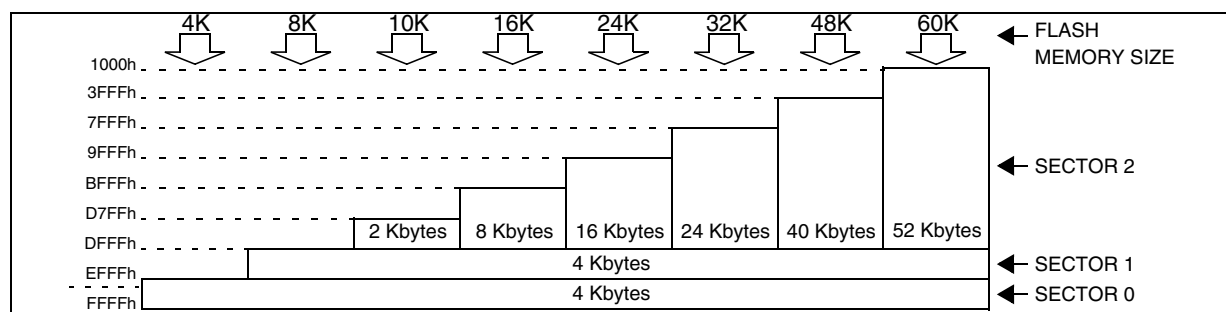 4K 8K 10K 16K 24K 32K 48K 60K FLASH
MEMORY SIZE
1000h
3FFFh
7FFFh
9FFFh
SECTOR 2
BFFFh
D7FFh
2 Kbytes 8 Kbytes 16 Kbytes 24 Kbytes 40 Kbytes 52 Kbytes
DFFFh
4 Kbytes SECTOR 1
EFFFh
4 Kbytes SECTOR 0
FFFFh